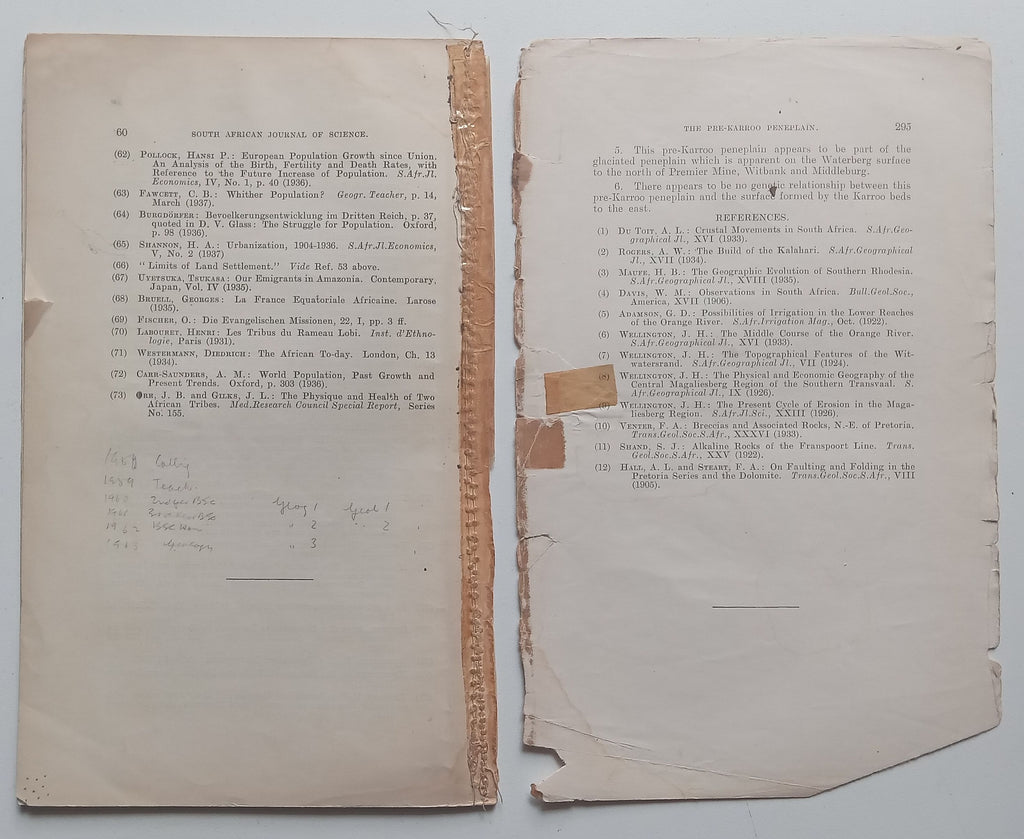 60
SOUTH AFRICAN JOURNAL OF SCIENCE.
(62) POLLOCK, HANSI P.: European Population Growth since Union.
An Analysis of the Birth, Fertility and Death Rates, with
Reference to the Future Increase of Population. S.Afr.Jl.
Economics, IV, No. 1, p. 40 (1936).
(63) FAWCETT, C. B.: Whither Population? Geogr. Teacher, p. 14,
March (1937).
(64) BURGDÖRFER: Bevoelkerungsentwicklung im Dritten Reich, p. 37,
quoted in D. V. Glass: The Struggle for Population. Oxford,
p. 98 (1936).
(65) SHANNON, H. A.: Urbanization, 1904-1936. S.Afr.Jl.Economics,
V, No. 2 (1937)
(66) "Limits of Land Settlement." Vide Ref. 53 above.
(67) UYETSUKA, TSUKASA: Our Emigrants in Amazonia. Contemporary,
Japan, Vol. IV (1935).
(68) BRUELL, GEORGES: La France Equatoriale Africaine. Larose
(1935).
(69) FISCHER, O.: Die Evangelischen Missionen, 22, I, pp. 3 ff.
(70) LABOURET, HENRI: Les Tribus du Rameau Lobi. Inst. d'Ethno-
logie, Paris (1931).
(71) WESTERMANN, DIEDRICH: The African To-day. London, Ch. 13
(1934).
(72) CARR-SAUNDERS, A. M.: World Population, Past Growth and
Present Trends. Oxford, p. 303 (1936).
(73) ORR, J. B. and GILKS, J. L.: The Physique and Health of Two
African Tribes. Med.Research Council Special Report, Series
No. 155.
1959
1960 2nd yr BSc Geog 1 Geol 1
1961 " 2 " 2
1962 BSc Hon
1963 " 3
THE PRE-KARROO PENEPLAIN.
295
5. This pre-Karroo peneplain appears to be part of the
glaciated peneplain which is apparent on the Waterberg surface
to the north of Premier Mine, Witbank and Middleburg.
6. There appears to be no genetic relationship between this
pre-Karroo peneplain and the surface formed by the Karroo beds
to the east.
REFERENCES.
(1) DU TOIT, A. L.: Crustal Movements in South Africa. S.Afr.Geo-
graphical Jl., XVI (1933).
(2) ROGERS, A. W.: The Build of the Kalahari. S.Afr.Geographical
Jl., XVII (1934).
(3) MAUFE, H. B.: The Geographic Evolution of Southern Rhodesia.
S.Afr.Geographical Jl., XVIII (1935).
(4) DAVIS, W. M.: Observations in South Africa. Bull.Geol.Soc.,
America, XVII (1906).
(5) ADAMSON, G. D.: Possibilities of Irrigation in the Lower Reaches
of the Orange River. S.Afr.Irrigation Mag., Oct. (1922).
(6) WELLINGTON, J. H.: The Middle Course of the Orange River.
S.Afr.Geographical Jl., XVI (1933).
(7) WELLINGTON, J. H.: The Topographical Features of the Wit-
watersrand. S.Afr.Geographical Jl., VII (1924).
(8) WELLINGTON, J. H.: The Physical and Economic Geography of the
Central Magaliesberg Region of the Southern Transvaal. S.
Afr.Geographical Jl., IX (1926).
(9) WELLINGTON, J. H.: The Present Cycle of Erosion in the Maga-
liesberg Region. S.Afr.Jl.Sci., XXIII (1926).
(10) VENTER, F. A.: Breccias and Associated Rocks, N.-E. of Pretoria.
Trans.Geol.Soc.S.Afr., XXXVI (1933).
(11) SHAND, S. J.: Alkaline Rocks of the Franspoort Line. Trans.
Geol.Soc.S.Afr., XXV (1922).
(12) HALL, A. L. and STEART, F. A.: On Faulting and Folding in the
Pretoria Series and the Dolomite. Trans.Geol.Soc.S.Afr., VIII
(1905).